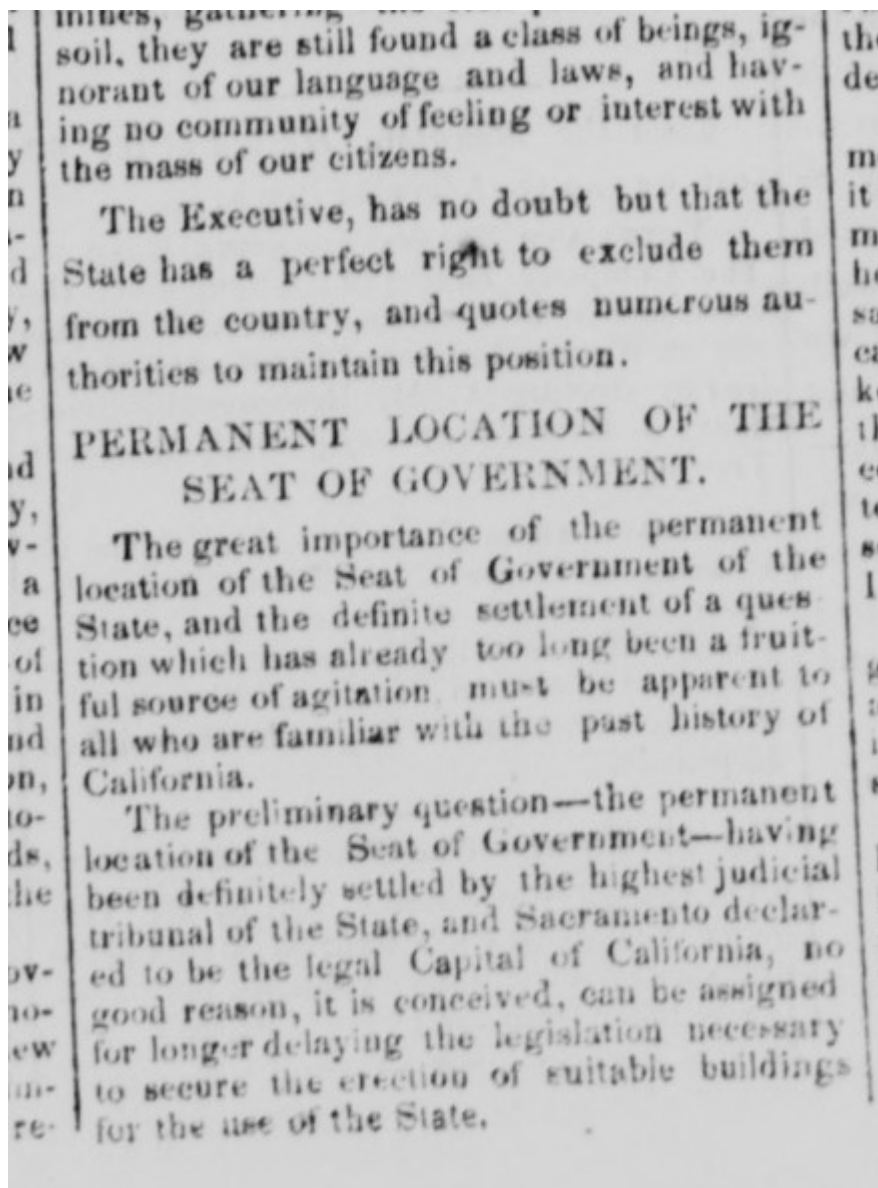 mines, gathering the
soil, they are still found a class of beings, ig-
norant of our language and laws, and hav-
ing no community of feeling or interest with
the mass of our citizens.
The Executive, has no doubt but that the
State has a perfect right to exclude them
from the country, and quotes numerous au-
thorities to maintain this position.
PERMANENT LOCATION OF THE
SEAT OF GOVERNMENT.
The great importance of the permanent
location of the Seat of Government of the
State, and the definite settlement of a ques
tion which has already too long been a fruit-
ful source of agitation must be apparent to
all who are familiar with the past history of
California.
The preliminary question—the permanent
location of the Seat of Government—having
been definitely settled by the highest judicial
tribunal of the State, and Sacramento declar-
ed to be the legal Capital of California, no
good reason, it is conceived, can be assigned
for longer delaying the legislation necessary
to secure the erection of suitable buildings
for the use of the State.